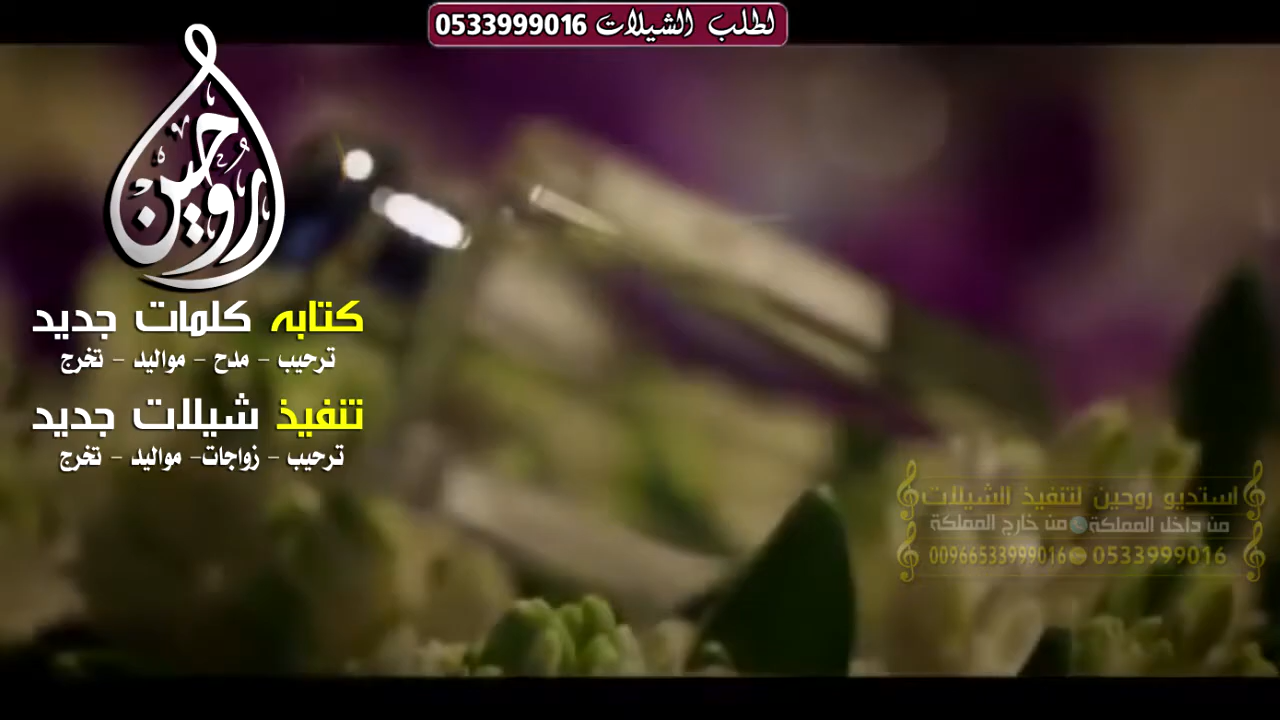 لطلب الشيلات 0533999016
روحين
كتابه كلمات جديد
ترحيب - مدح - مواليد - تخرج
تنفيذ شيلات جديد
ترحيب - زواجات- مواليد - تخرج
استديو روحين لتنفيذ الشيلات
من داخل المملكة من خارج المملكة
0533999016 00966533999016